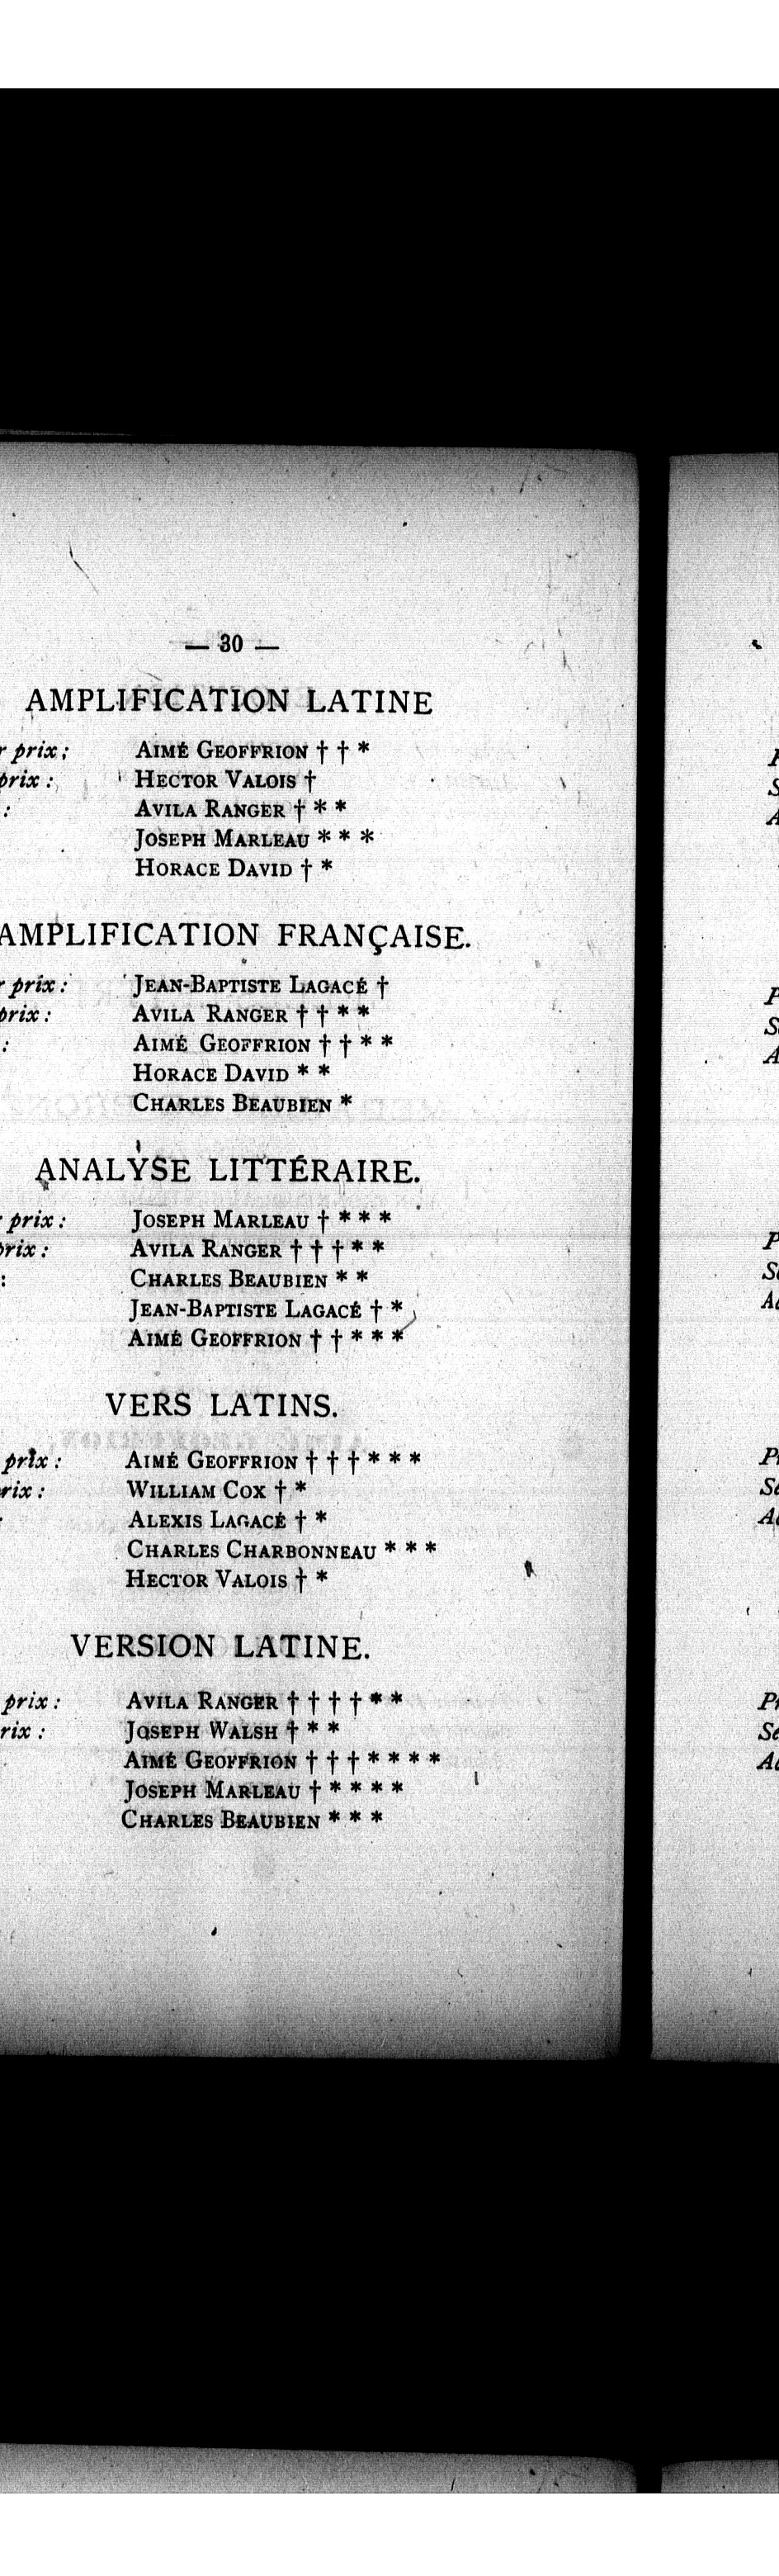 — 30 —
AMPLIFICATION LATINE
prix : AIMÉ GEOFFRION † † *
prix : HECTOR VALOIS †
: AVILA RANGER † * *
JOSEPH MARLEAU * * *
HORACE DAVID † *
AMPLIFICATION FRANÇAISE.
prix : JEAN-BAPTISTE LAGACÉ †
prix : AVILA RANGER † † * *
: AIMÉ GEOFFRION † † * *
HORACE DAVID * *
CHARLES BEAUBIEN *
ANALYSE LITTÉRAIRE.
prix : JOSEPH MARLEAU † * * *
prix : AVILA RANGER † † † * *
: CHARLES BEAUBIEN * *
JEAN-BAPTISTE LAGACÉ † *
AIMÉ GEOFFRION † † * * *
VERS LATINS.
prix : AIMÉ GEOFFRION † † † * * *
rix : WILLIAM COX † *
: ALEXIS LAGACÉ † *
CHARLES CHARBONNEAU * * *
HECTOR VALOIS † *
VERSION LATINE.
prix : AVILA RANGER † † † † * *
rix : JOSEPH WALSH † * *
AIMÉ GEOFFRION † † † * * * *
JOSEPH MARLEAU † * * * *
CHARLES BEAUBIEN * * *